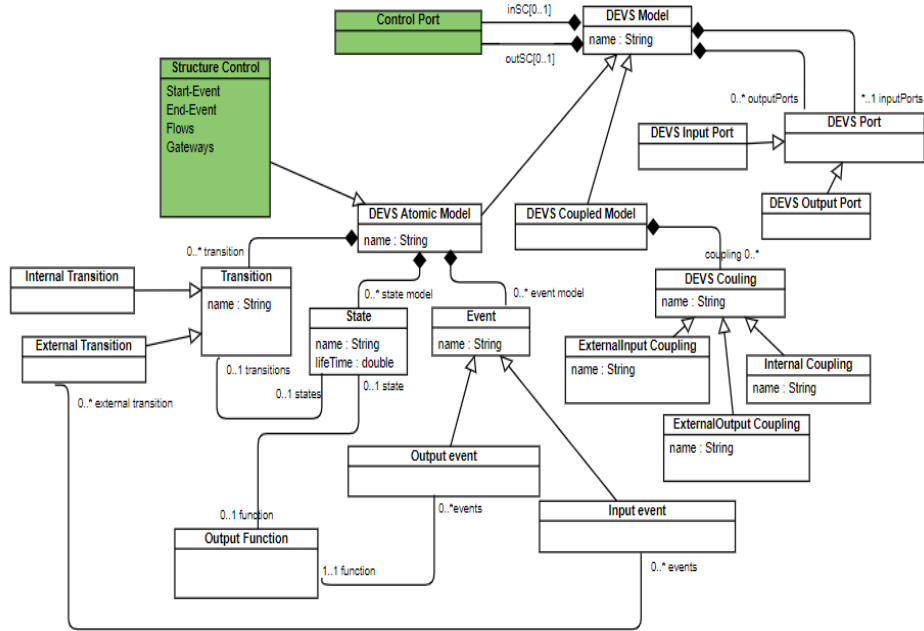 Control Port
inSC[0..1]
outSC[0..1]
DEVS Model
name : String
Structure Control
Start-Event
End-Event
Flows
Gateways
0..* outputPorts
*..1 inputPorts
DEVS Input Port
DEVS Port
DEVS Output Port
DEVS Atomic Model
name : String
DEVS Coupled Model
0..* transition
coupling 0..*
Internal Transition
Transition
name : String
0..* state model
0..* event model
DEVS Couling
name : String
External Transition
State
name : String
lifeTime : double
Event
name : String
ExternalInput Coupling
name : String
Internal Coupling
name : String
0..1 transitions
0..1 states
0..1 state
0..* external transition
ExternalOutput Coupling
name : String
Output event
0..*events
Input event
0..1 function
Output Function
1..1 function
0..* events